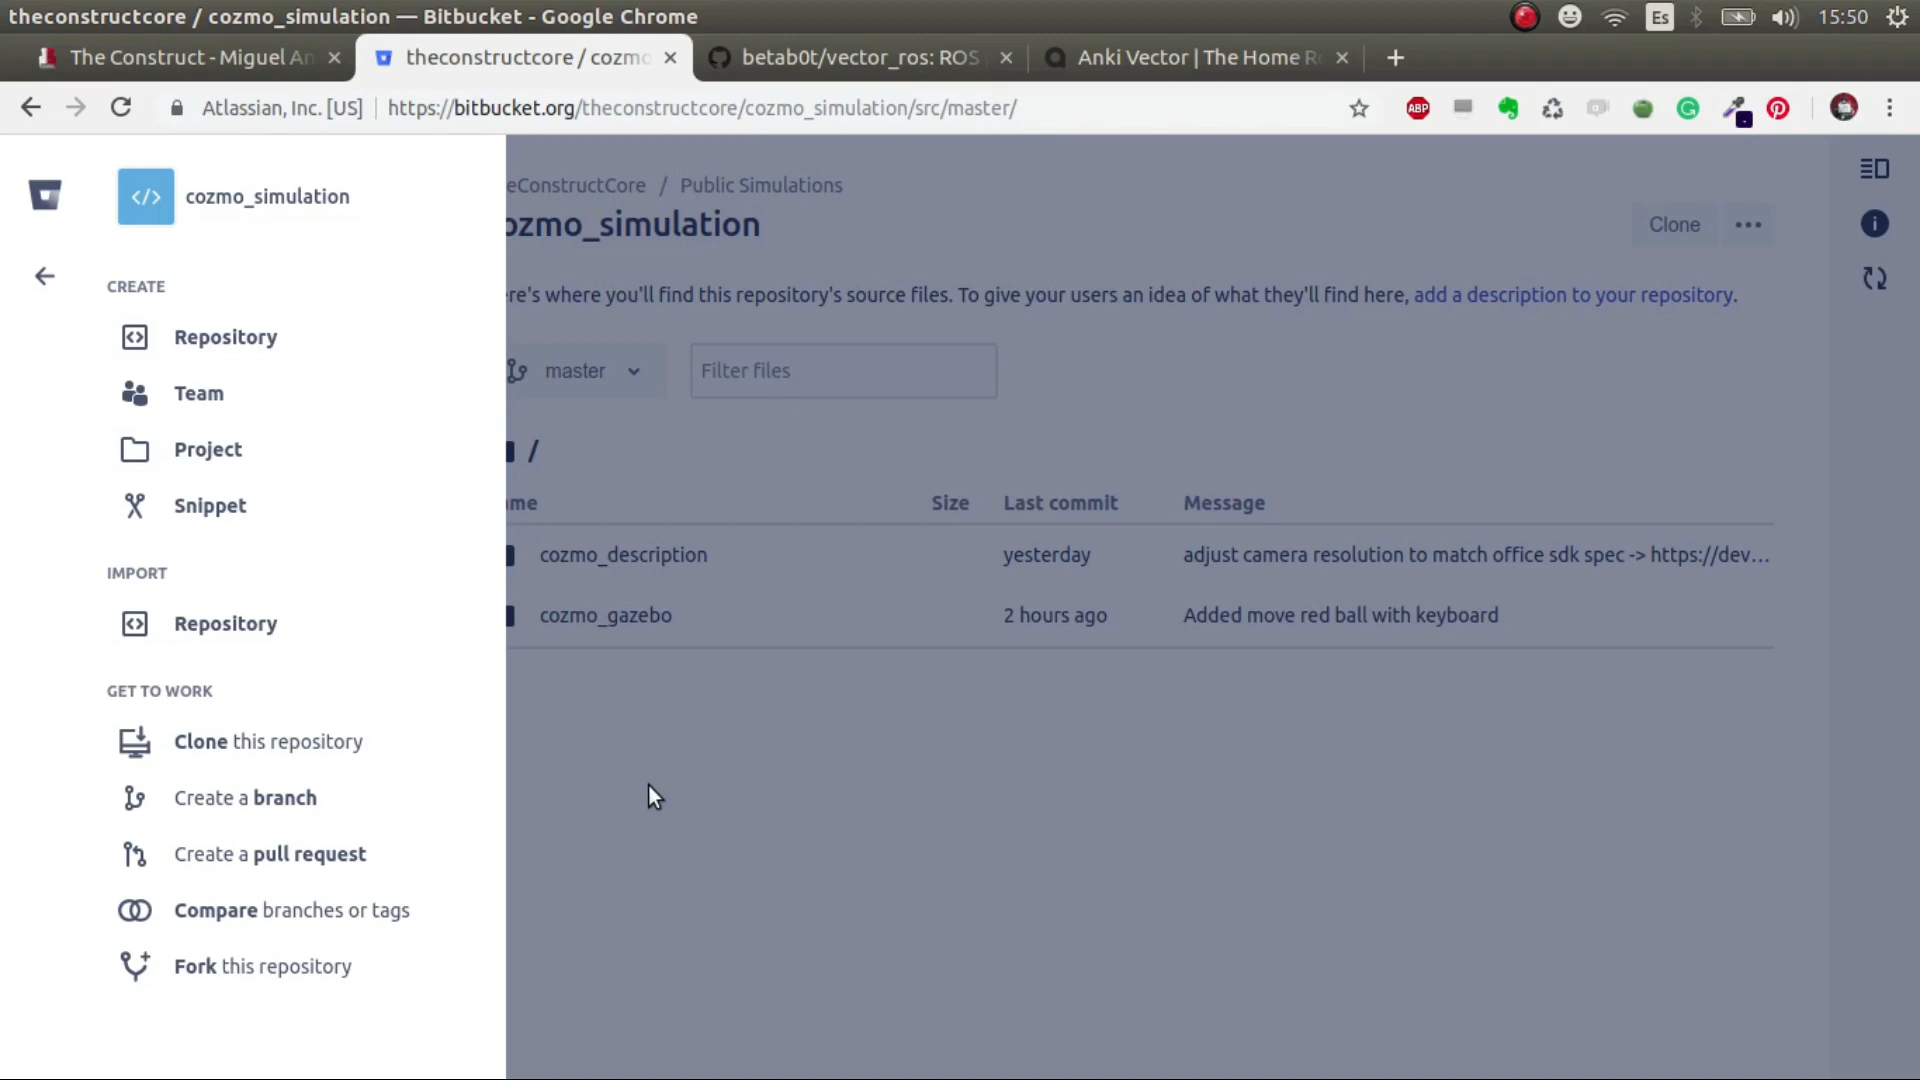 theconstructcore / cozmo_simulation — Bitbucket - Google Chrome
Es
15:50
The Construct - Miguel An
theconstructcore / cozmo
betab0t/vector_ros: ROS
Anki Vector | The Home Ro
Atlassian, Inc. [US]
https://bitbucket.org/theconstructcore/cozmo_simulation/src/master/
ABP
</> cozmo_simulation
CREATE
Repository
Team
Project
Snippet
IMPORT
Repository
GET TO WORK
Clone this repository
Create a branch
Create a pull request
Compare branches or tags
Fork this repository
eConstructCore / Public Simulations
ozmo_simulation
Clone
ere's where you'll find this repository's source files. To give your users an idea of what they'll find here, add a description to your repository.
master
Filter files
/
ame Size Last commit Message
cozmo_description yesterday adjust camera resolution to match office sdk spec -> https://dev...
cozmo_gazebo 2 hours ago Added move red ball with keyboard